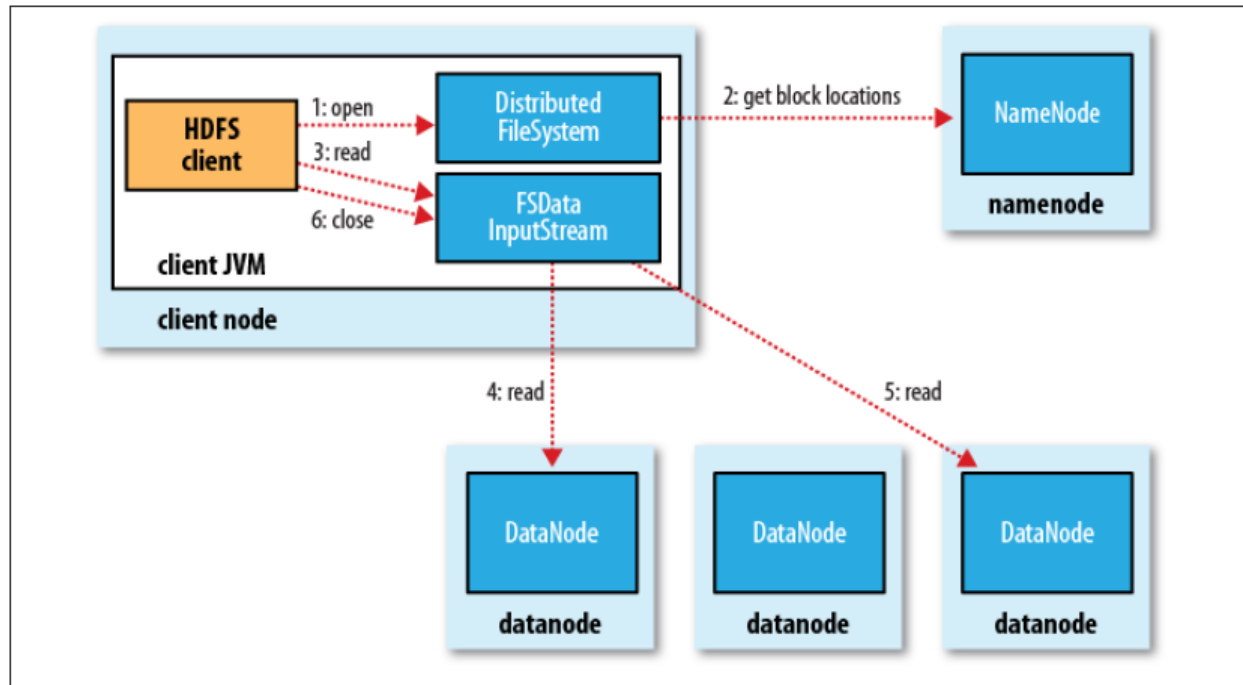 HDFS
client
1: open
3: read
6: close
Distributed
FileSystem
FSData
InputStream
client JVM
client node
2: get block locations
NameNode
namenode
4: read
5: read
DataNode
datanode
DataNode
datanode
DataNode
datanode